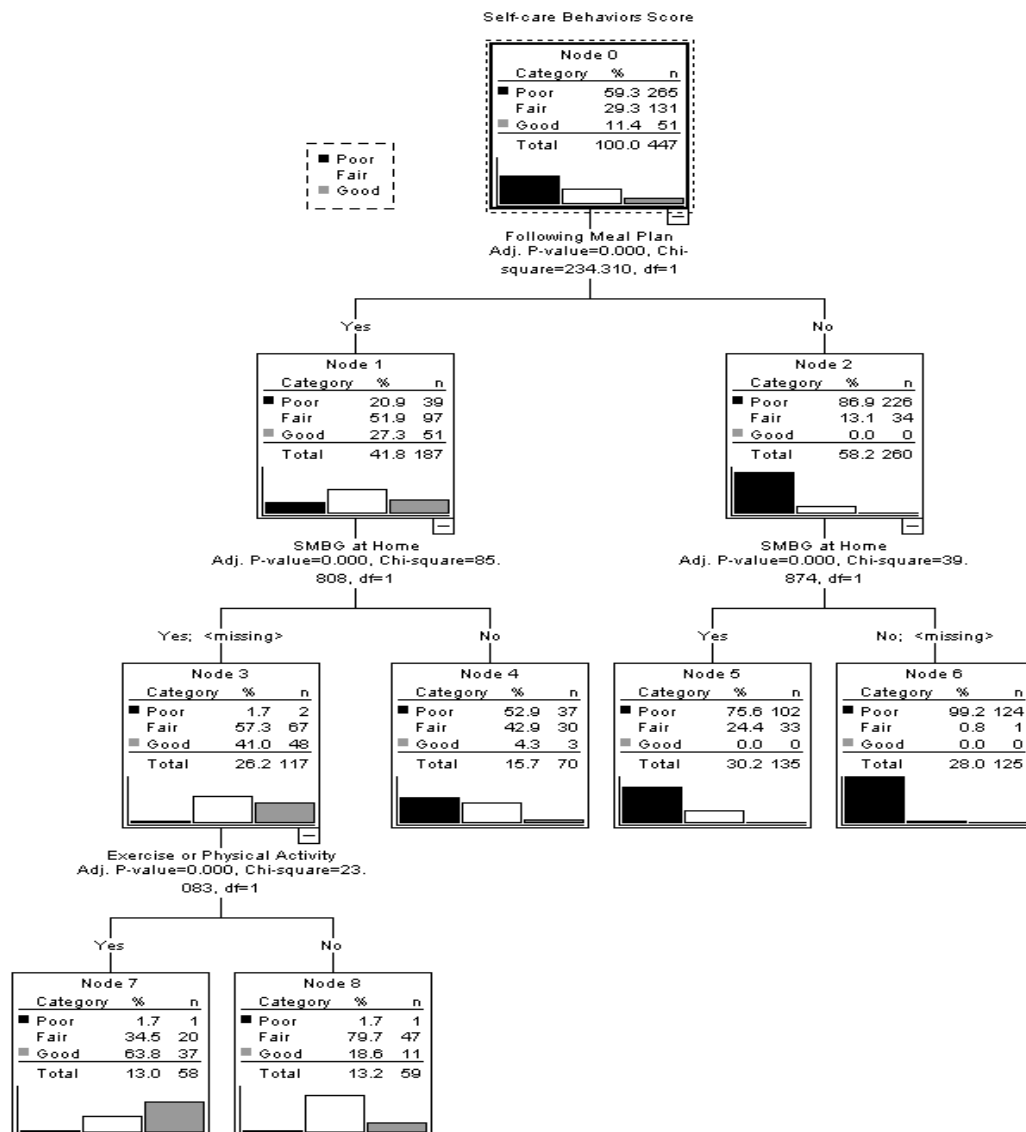 Self-care Behaviors Score
Node 0
Category % n
Poor 59.3 265
Fair 29.3 131
Good 11.4 51
Total 100.0 447
Poor
Fair
Good
Following Meal Plan
Adj. P-value=0.000, Chi-
square=234.310, df=1
Yes
No
Node 1
Category % n
Poor 20.9 39
Fair 51.9 97
Good 27.3 51
Total 41.8 187
Node 2
Category % n
Poor 86.9 226
Fair 13.1 34
Good 0.0 0
Total 58.2 260
SMBG at Home
Adj. P-value=0.000, Chi-square=85.
808, df=1
SMBG at Home
Adj. P-value=0.000, Chi-square=39.
874, df=1
Yes; <missing>
No
Yes
No; <missing>
Node 3
Category % n
Poor 1.7 2
Fair 57.3 67
Good 41.0 48
Total 26.2 117
Node 4
Category % n
Poor 52.9 37
Fair 42.9 30
Good 4.3 3
Total 15.7 70
Node 5
Category % n
Poor 75.6 102
Fair 24.4 33
Good 0.0 0
Total 30.2 135
Node 6
Category % n
Poor 99.2 124
Fair 0.8 1
Good 0.0 0
Total 28.0 125
Exercise or Physical Activity
Adj. P-value=0.000, Chi-square=23.
083, df=1
Yes
No
Node 7
Category % n
Poor 1.7 1
Fair 34.5 20
Good 63.8 37
Total 13.0 58
Node 8
Category % n
Poor 1.7 1
Fair 79.7 47
Good 18.6 11
Total 13.2 59